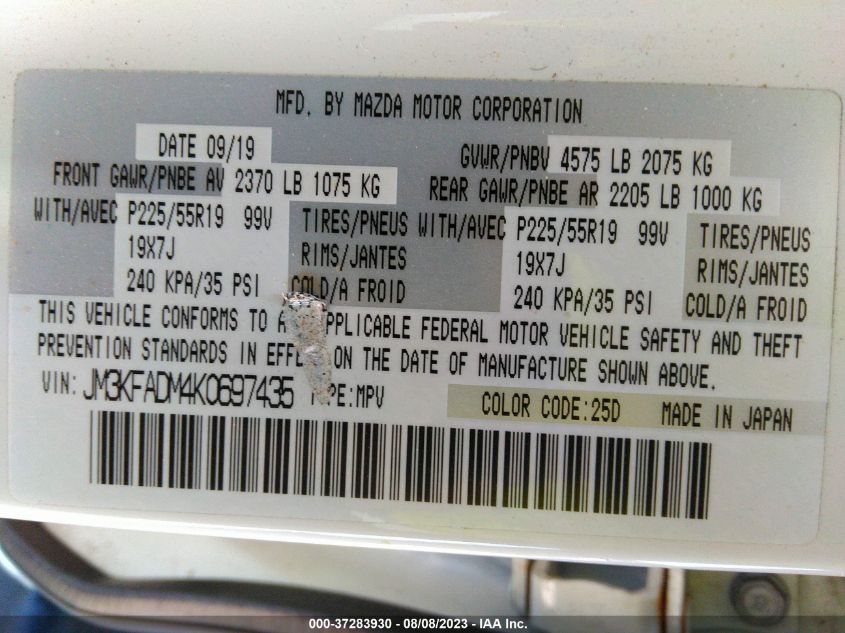 MFD. BY MAZDA MOTOR CORPORATION
DATE 09/19 GVWR/PNBV 4575 LB 2075 KG
FRONT GAWR/PNBE AV 2370 LB 1075 KG REAR GAWR/PNBE AR 2205 LB 1000 KG
WITH/AVEC P225/55R19 99V TIRES/PNEUS WITH/AVEC P225/55R19 99V TIRES/PNEUS
19X7J RIMS/JANTES 19X7J RIMS/JANTES
240 KPA/35 PSI COLD/A FROID 240 KPA/35 PSI COLD/A FROID
THIS VEHICLE CONFORMS TO APPLICABLE FEDERAL MOTOR VEHICLE SAFETY AND THEFT
PREVENTION STANDARDS IN EFFECT ON THE DATE OF MANUFACTURE SHOWN ABOVE.
VIN: JM3KFADM4K0697435 TYPE:MPV COLOR CODE:25D MADE IN JAPAN
000-37283930 - 08/08/2023 - IAA Inc.